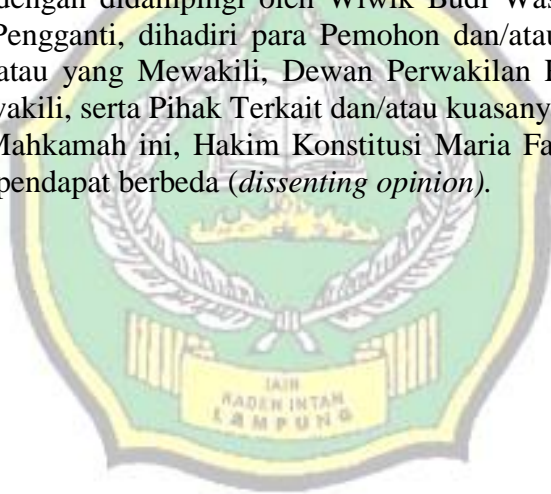 dengan didampingi oleh Wiwik Budi Was
Pengganti, dihadiri para Pemohon dan/atau
atau yang Mewakili, Dewan Perwakilan
yakili, serta Pihak Terkait dan/atau kuasany
Mahkamah ini, Hakim Konstitusi Maria Fa
pendapat berbeda (dissenting opinion).
IAIN
RADEN INTAN
LAMPUNG